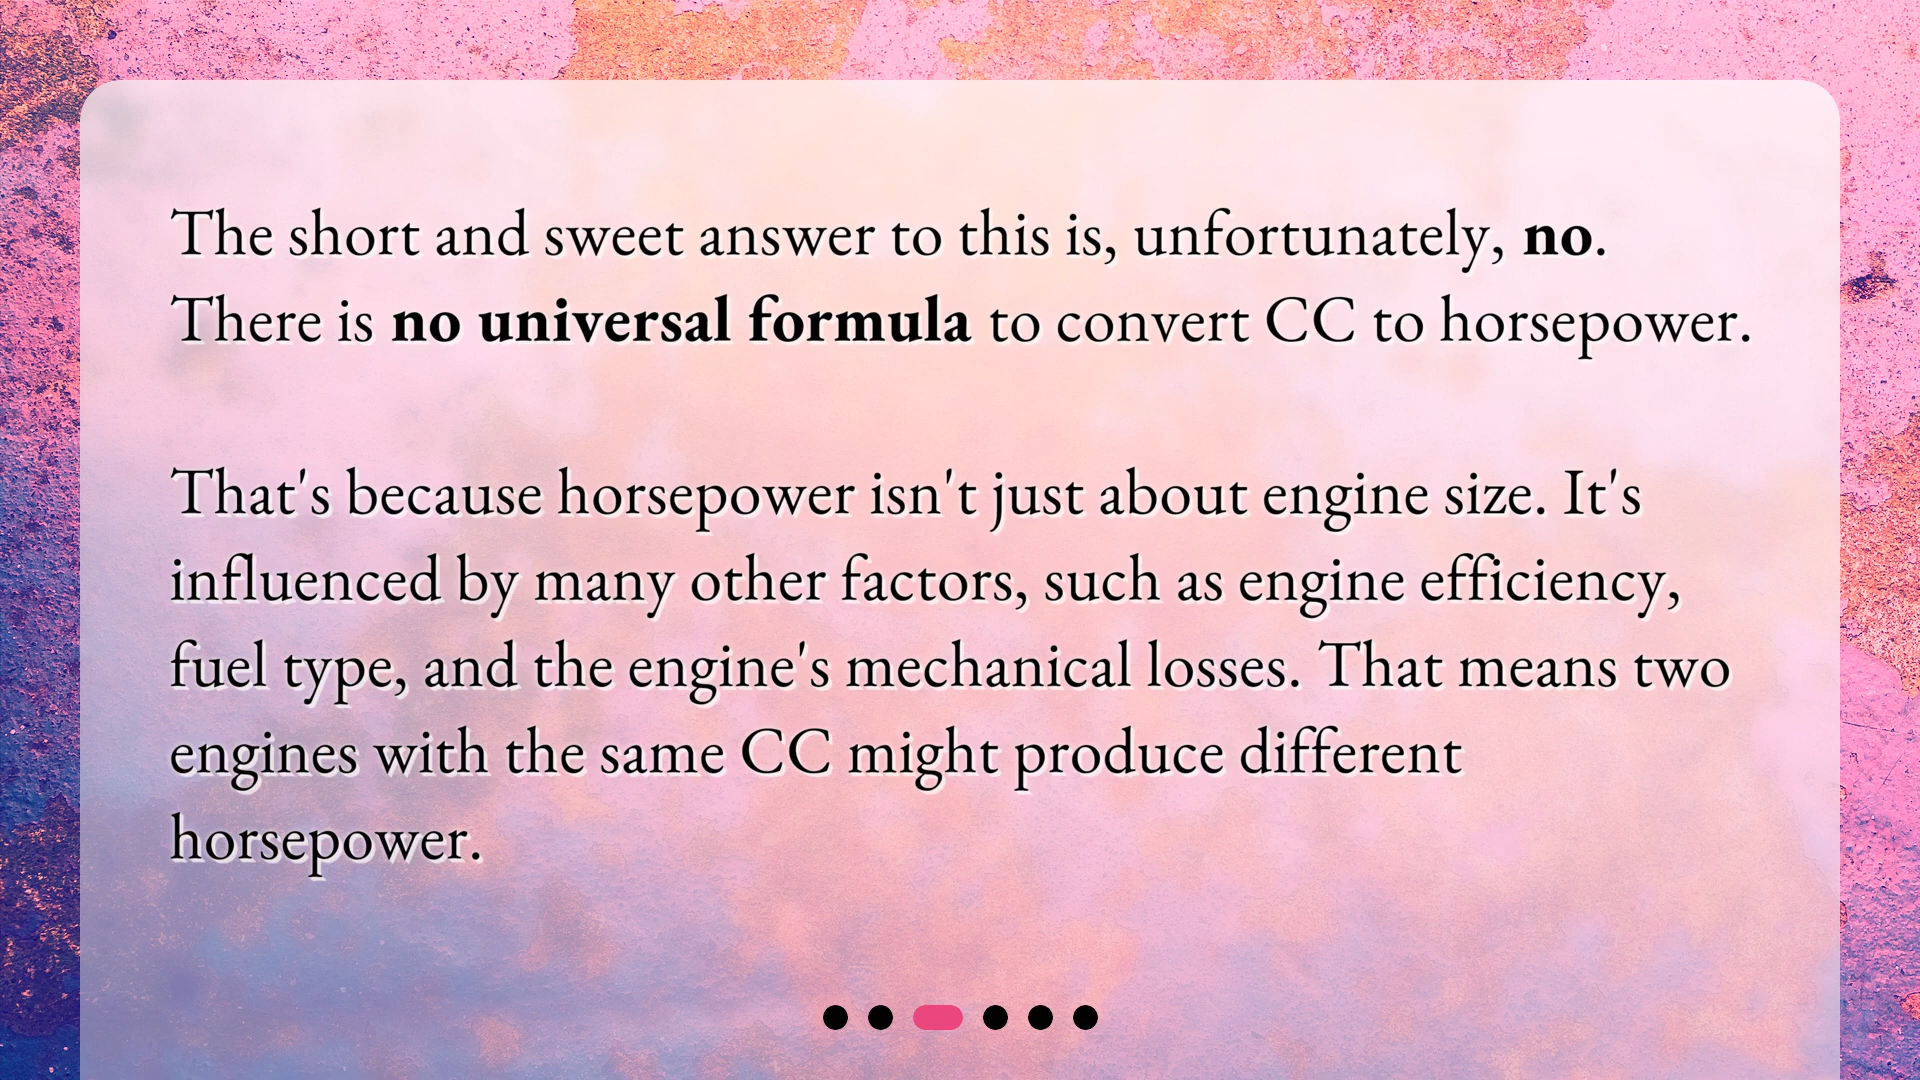 The short and sweet answer to this is, unfortunately, no.
There is no universal formula to convert CC to horsepower.
That's because horsepower isn't just about engine size. It's
influenced by many other factors, such as engine efficiency,
fuel type, and the engine's mechanical losses. That means two
engines with the same CC might produce different
horsepower.